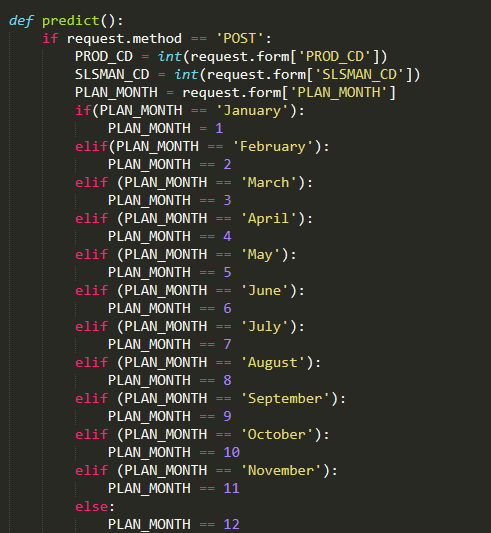 def predict():
    if request.method == 'POST':
        PROD_CD = int(request.form['PROD_CD'])
        SLSMAN_CD = int(request.form['SLSMAN_CD'])
        PLAN_MONTH = request.form['PLAN_MONTH']
        if(PLAN_MONTH == 'January'):
            PLAN_MONTH = 1
        elif(PLAN_MONTH == 'February'):
            PLAN_MONTH == 2
        elif (PLAN_MONTH == 'March'):
            PLAN_MONTH == 3
        elif (PLAN_MONTH == 'April'):
            PLAN_MONTH == 4
        elif (PLAN_MONTH == 'May'):
            PLAN_MONTH == 5
        elif (PLAN_MONTH == 'June'):
            PLAN_MONTH == 6
        elif (PLAN_MONTH == 'July'):
            PLAN_MONTH == 7
        elif (PLAN_MONTH == 'August'):
            PLAN_MONTH == 8
        elif (PLAN_MONTH == 'September'):
            PLAN_MONTH == 9
        elif (PLAN_MONTH == 'October'):
            PLAN_MONTH == 10
        elif (PLAN_MONTH == 'November'):
            PLAN_MONTH == 11
        else:
            PLAN_MONTH == 12